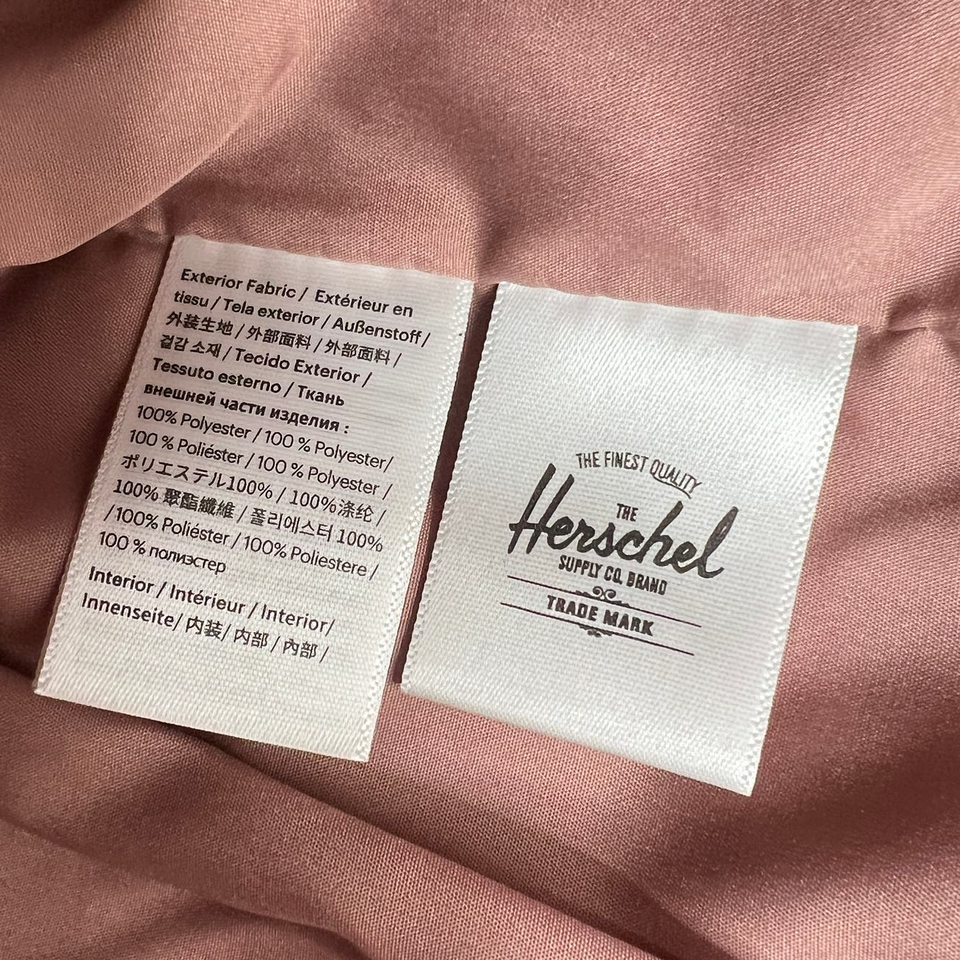 Exterior Fabric / Extérieur en
tissu / Tela exterior / Außenstoff /
外装生地 / 外部面料 / 外部面料 /
겉감 소재 / Tecido Exterior /
Tessuto esterno / Ткань
внешней части изделия :
100% Polyester / 100 % Polyester/
100 % Poliéster / 100 % Polyester /
ポリエステル100% / 100%涤纶 /
100% 聚酯纖維 / 폴리에스터 100%
/100% Poliéster / 100% Poliestere /
100 % полиэстер
Interior / Intérieur / Interior/
Innenseite/ 内装/ 内部 / 內部 /
THE FINEST QUALITY
THE
Herschel
SUPPLY CO. BRAND
TRADE MARK